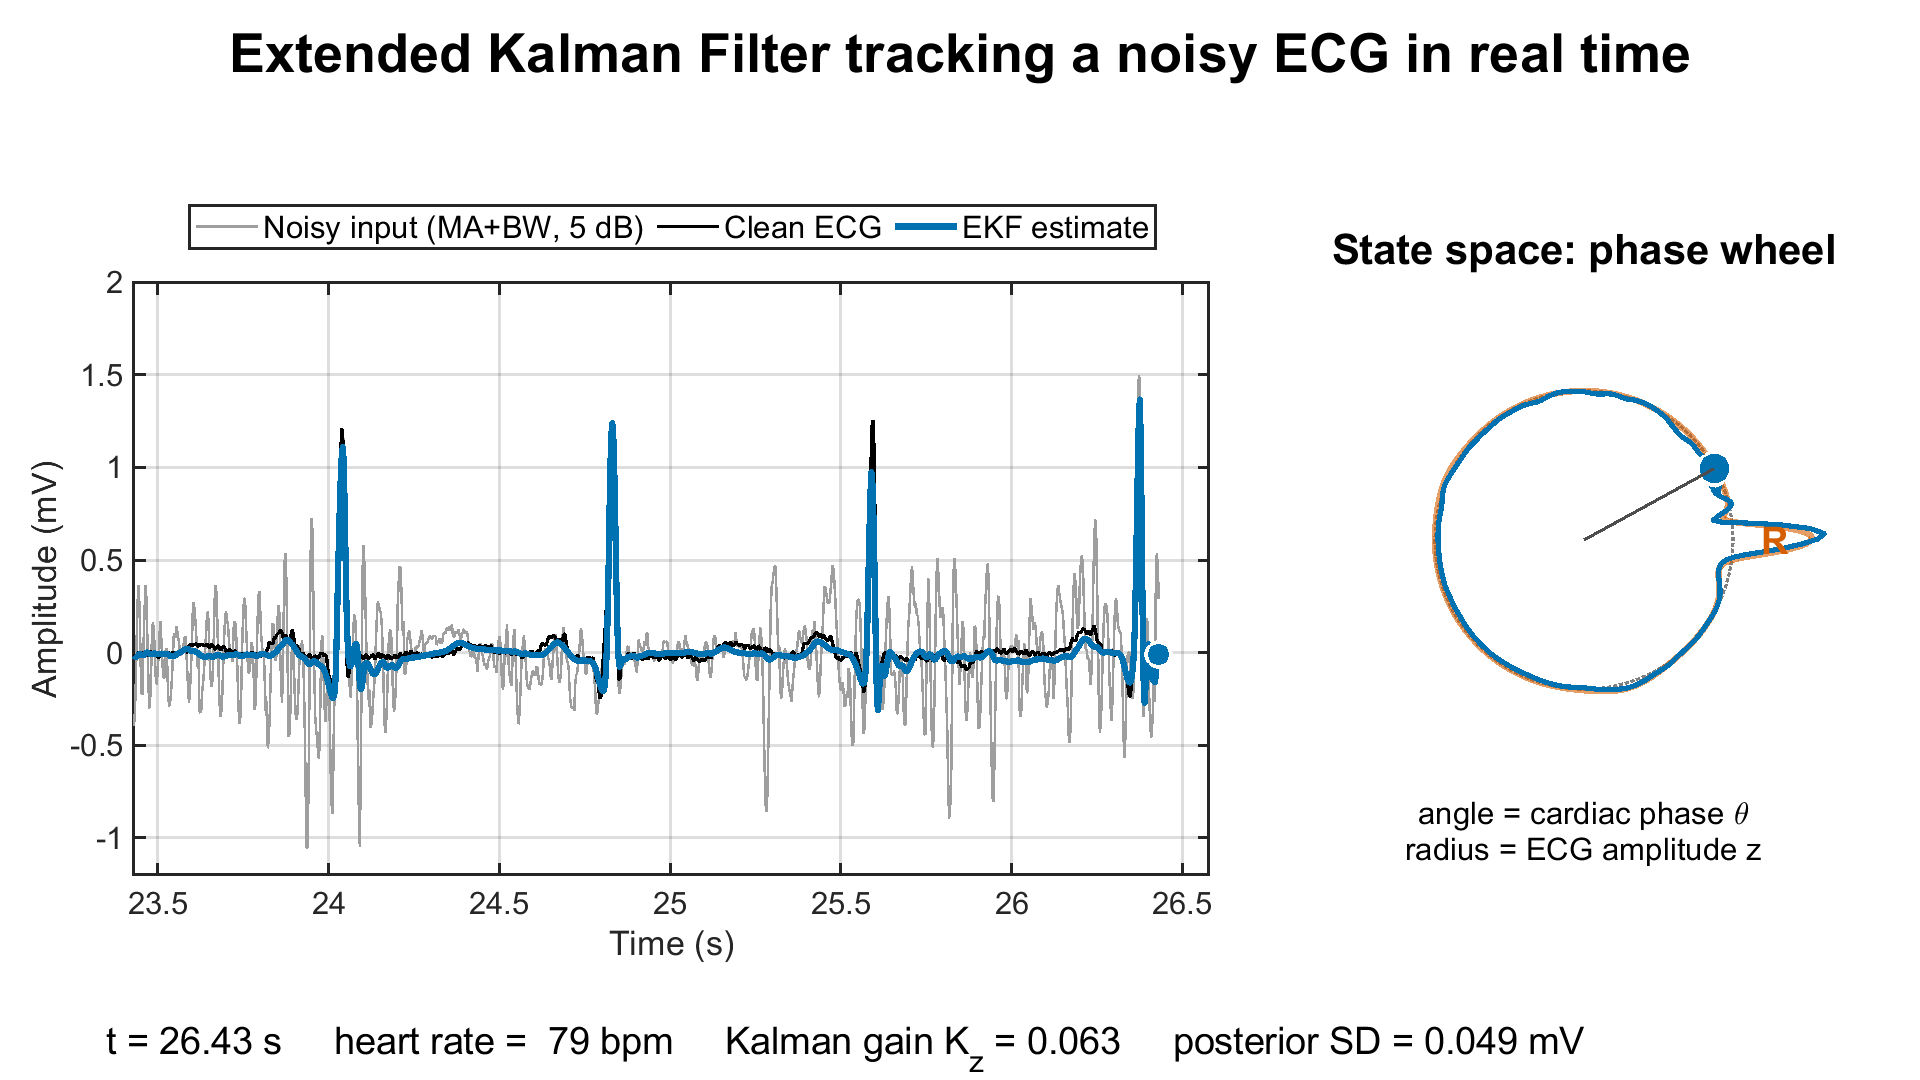 Extended Kalman Filter tracking a noisy ECG in real time
Noisy input (MA+BW, 5 dB) Clean ECG EKF estimate
State space: phase wheel
2
1.5
1
0.5
0
-0.5
-1
Amplitude (mV)
23.5 24 24.5 25 25.5 26 26.5
Time (s)
R
angle = cardiac phase θ
radius = ECG amplitude z
t = 26.43 s heart rate = 79 bpm Kalman gain K_z = 0.063 posterior SD = 0.049 mV